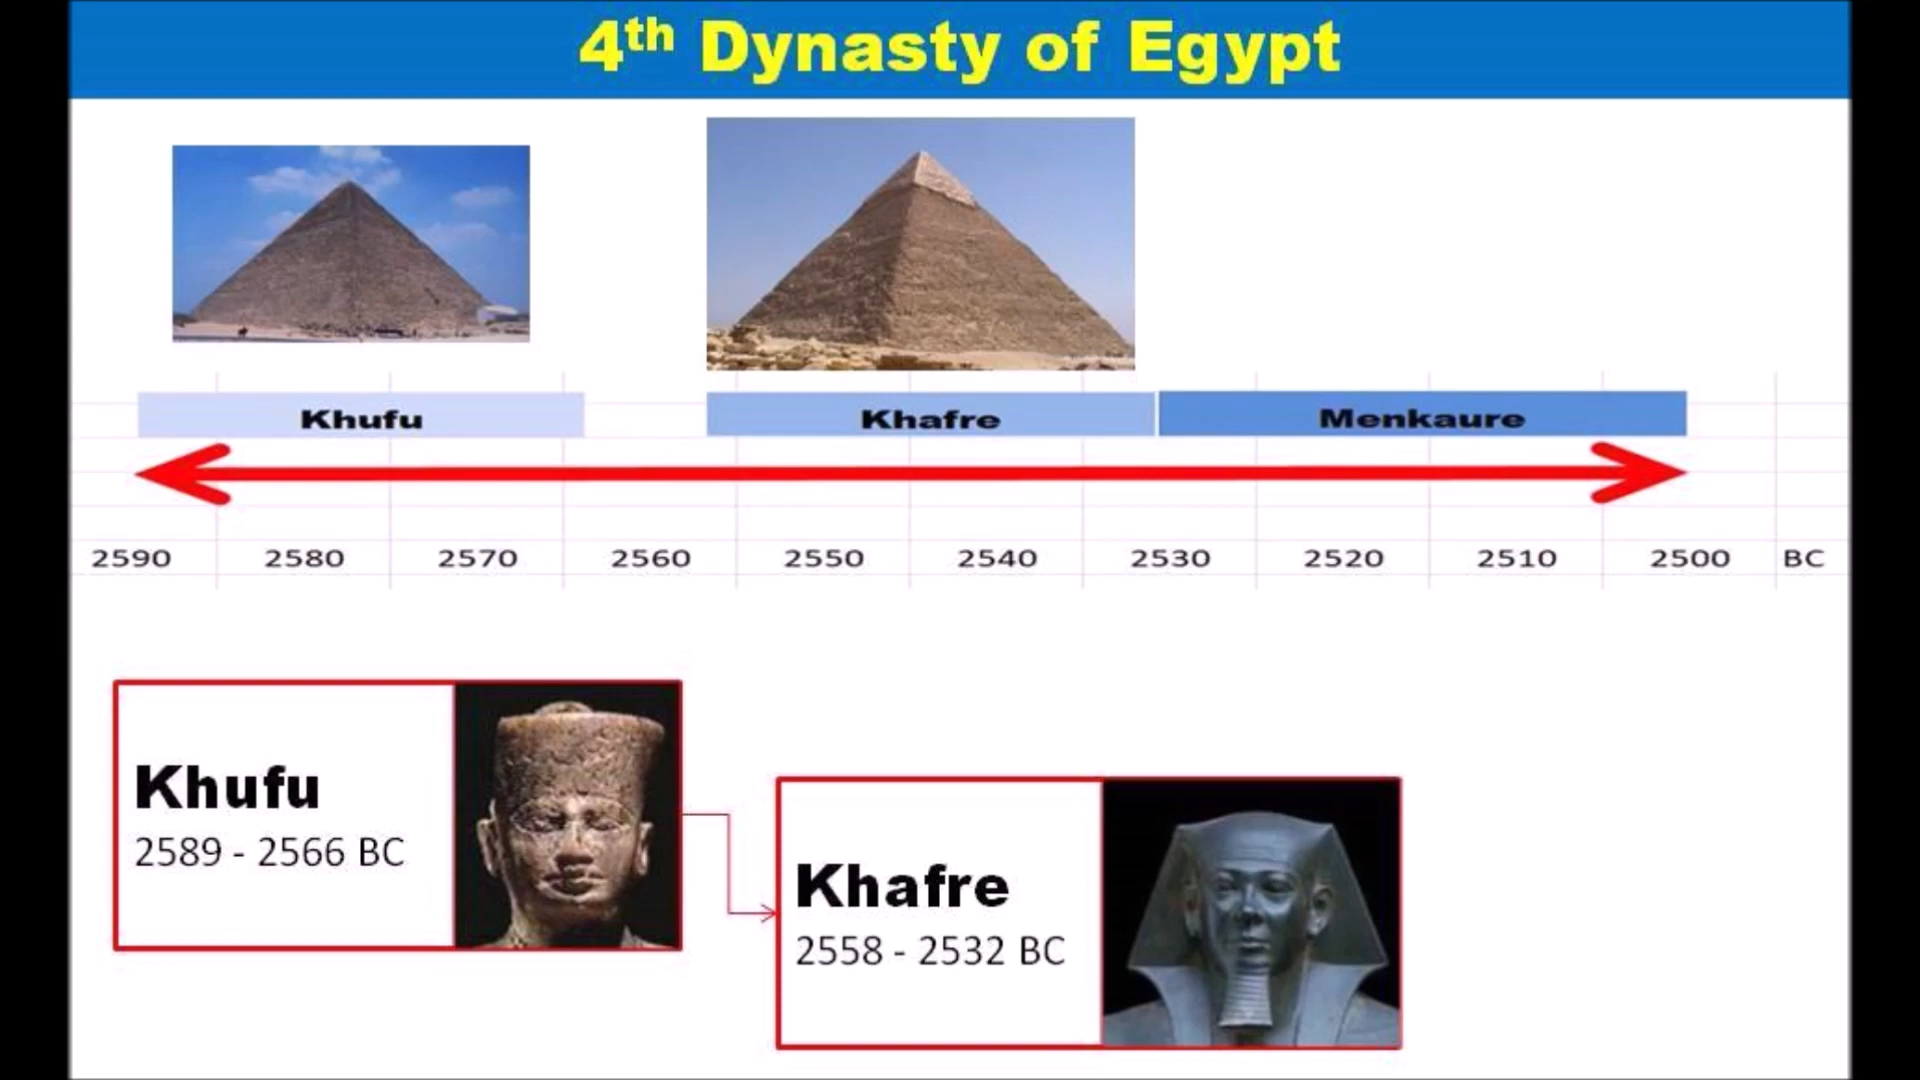 4th Dynasty of Egypt
Khufu Khafre Menkaure
2590 2580 2570 2560 2550 2540 2530 2520 2510 2500 BC
Khufu
2589 - 2566 BC
Khafre
2558 - 2532 BC